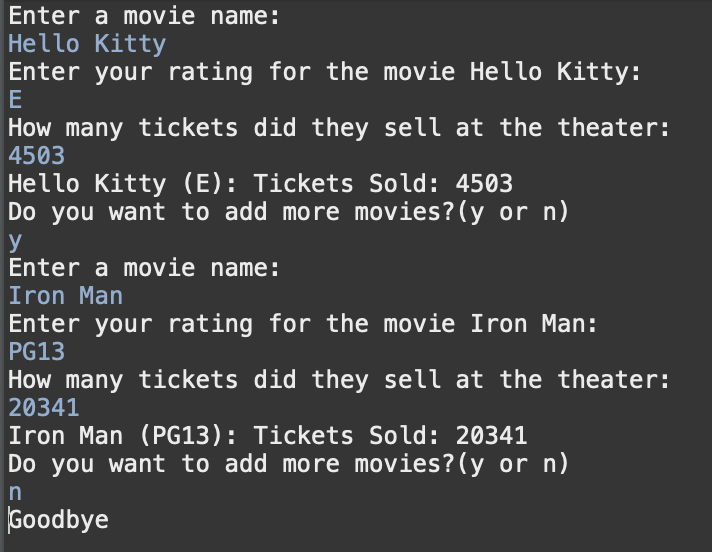 Enter a movie name:
Hello Kitty
Enter your rating for the movie Hello Kitty:
E
How many tickets did they sell at the theater:
4503
Hello Kitty (E): Tickets Sold: 4503
Do you want to add more movies?(y or n)
y
Enter a movie name:
Iron Man
Enter your rating for the movie Iron Man:
PG13
How many tickets did they sell at the theater:
20341
Iron Man (PG13): Tickets Sold: 20341
Do you want to add more movies?(y or n)
n
Goodbye